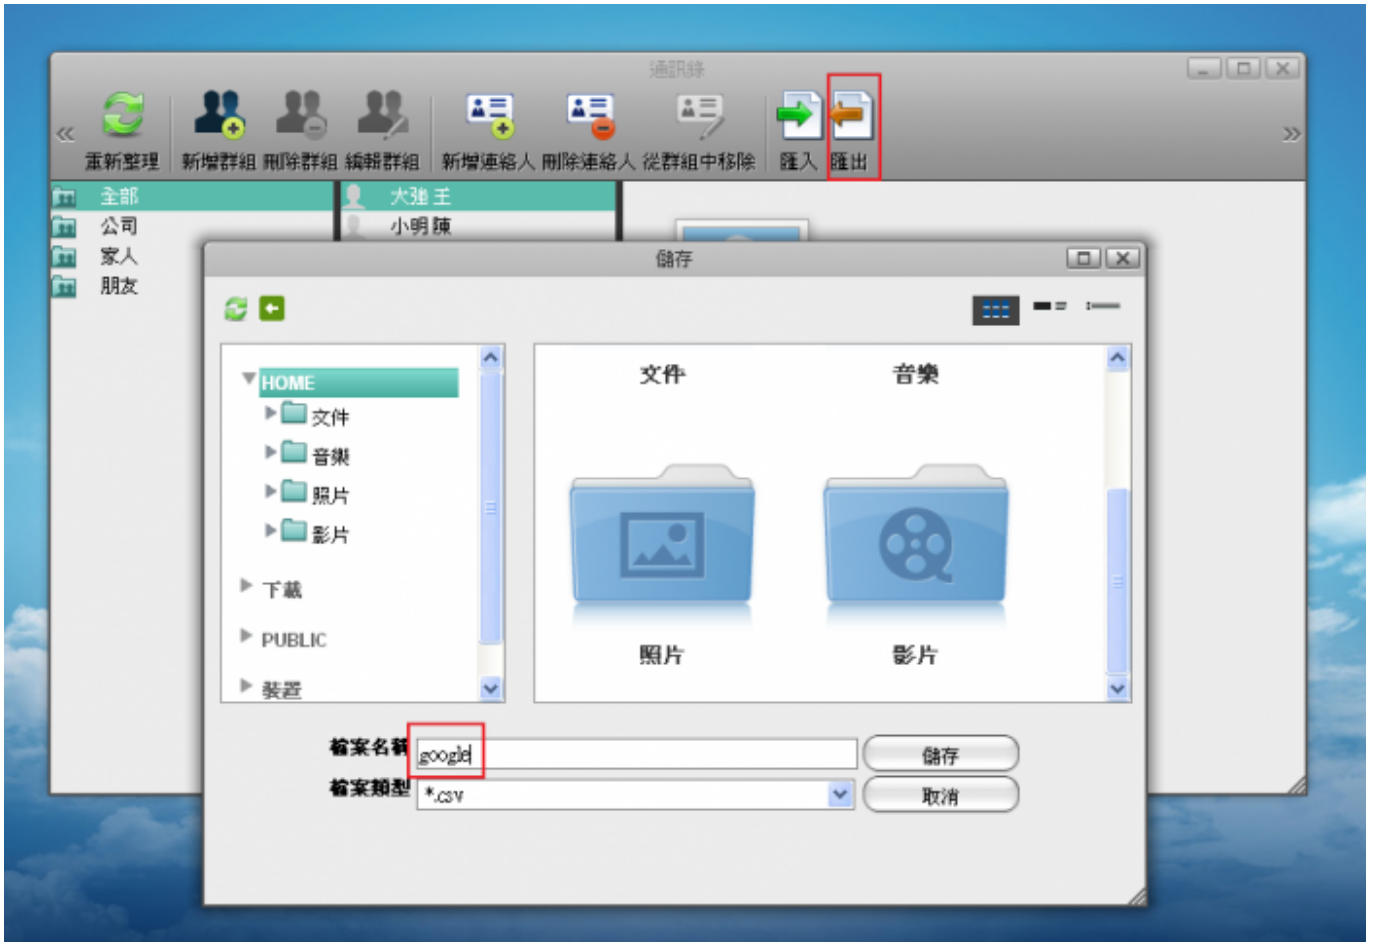 通訊錄
重新整理 新增群組 刪除群組 編輯群組 新增連絡人 刪除連絡人 從群組中移除 匯入 匯出
全部
公司
家人
朋友
大強 王
小明 陳
儲存
HOME
文件
音樂
照片
影片
下載
PUBLIC
裝置
文件 音樂
照片 影片
檔案名稱 google 儲存
檔案類型 *.csv 取消